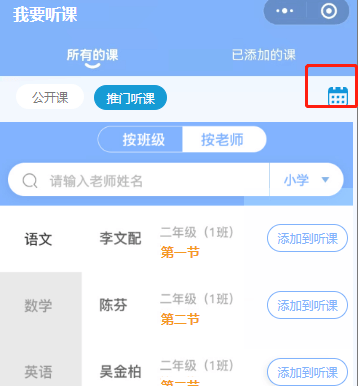 我要听课
所有的课 已添加的课
公开课 推门听课
按班级 按老师
请输入老师姓名 小学
语文 李文配 二年级（1班） 添加到听课
第一节
数学 陈芬 二年级（1班） 添加到听课
第二节
英语 吴金柏 二年级（1班） 添加到听课
第三节